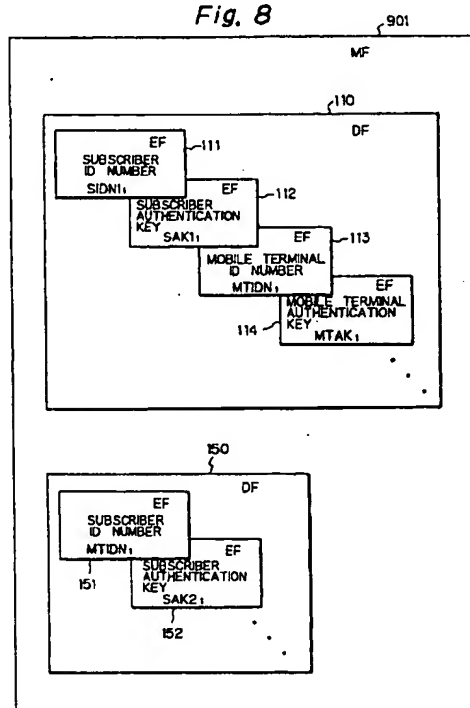 Fig. 8
901
MF
110
DF
EF
111
SUBSCRIBER
ID NUMBER
SIDN1₁
EF
112
SUBSCRIBER
AUTHENTICATION
KEY
SAK1₁
EF
113
MOBILE TERMINAL
ID NUMBER
MTIDN₁
EF
114
MOBILE TERMINAL
AUTHENTICATION
KEY
MTAK₁
150
DF
EF
SUBSCRIBER
ID NUMBER
MTIDN₁
151
EF
SUBSCRIBER
AUTHENTICATION
KEY
SAK2₁
152